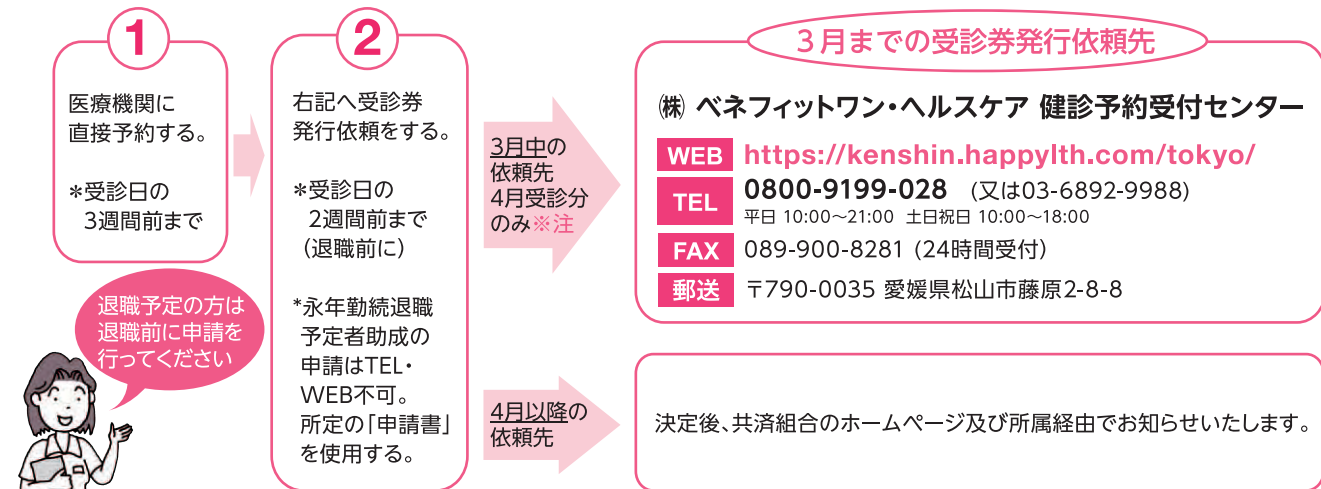 1
医療機関に
直接予約する。
*受診日の
3週間前まで
退職予定の方は
退職前に申請を
行ってください
2
右記へ受診券
発行依頼をする。
*受診日の
2週間前まで
(退職前に)
*永年勤続退職
予定者助成の
申請はTEL・
WEB不可。
所定の「申請書」
を使用する。
3月中の
依頼先
4月受診分
のみ※注
3月までの受診券発行依頼先
㈱ ベネフィットワン・ヘルスケア 健診予約受付センター
WEB https://kenshin.happylth.com/tokyo/
TEL 0800-9199-028 (又は03-6892-9988)
平日 10:00~21:00 土日祝日 10:00~18:00
FAX 089-900-8281 (24時間受付)
郵送 〒790-0035 愛媛県松山市藤原2-8-8
4月以降の
依頼先
決定後、共済組合のホームページ及び所属経由でお知らせいたします。